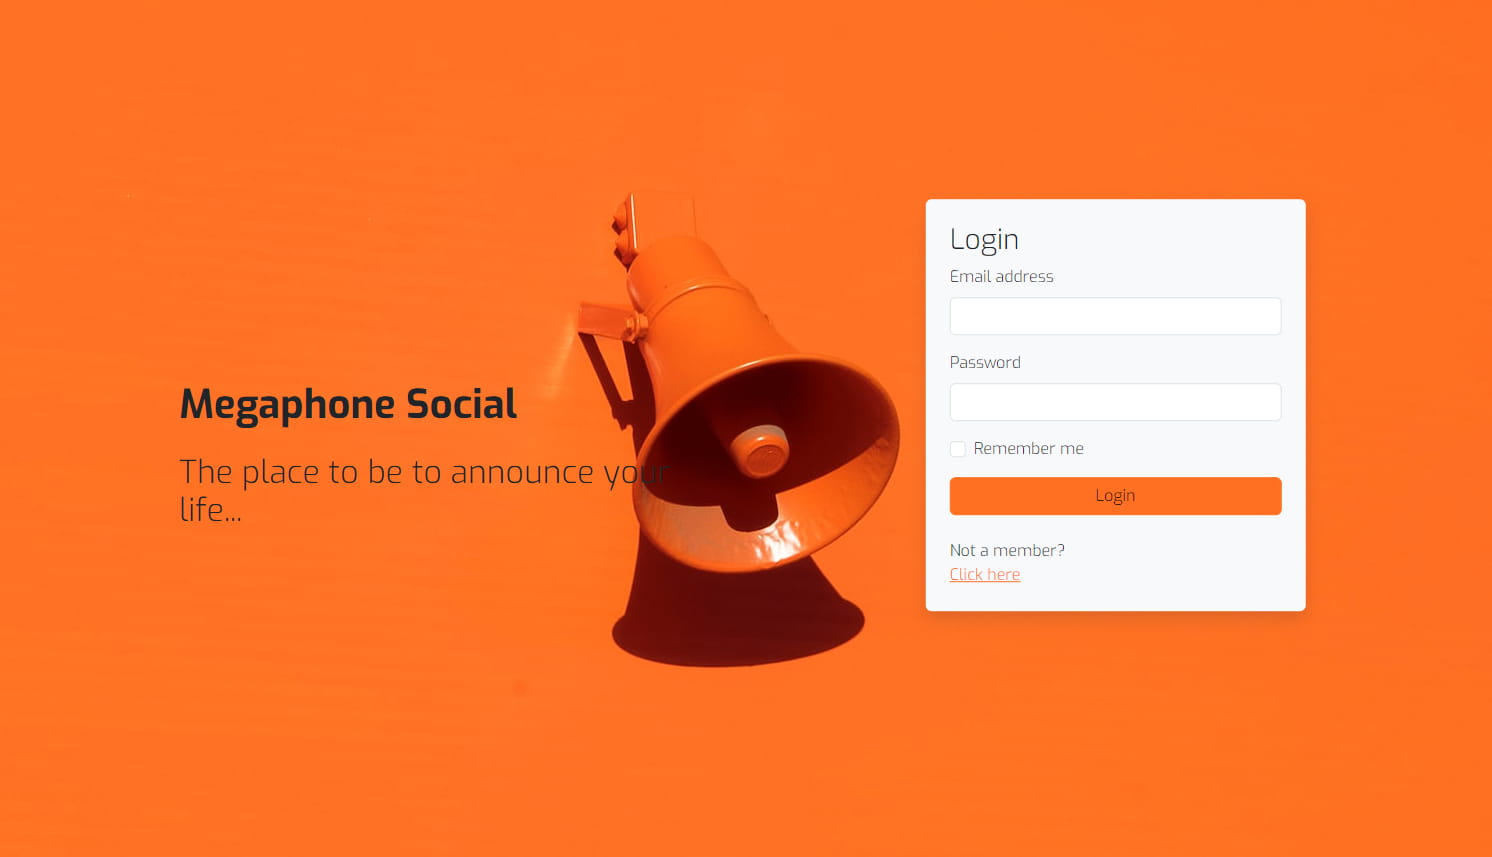 Megaphone Social
The place to be to announce your
life...
Login
Email address
Password
Remember me
Login
Not a member?
Click here